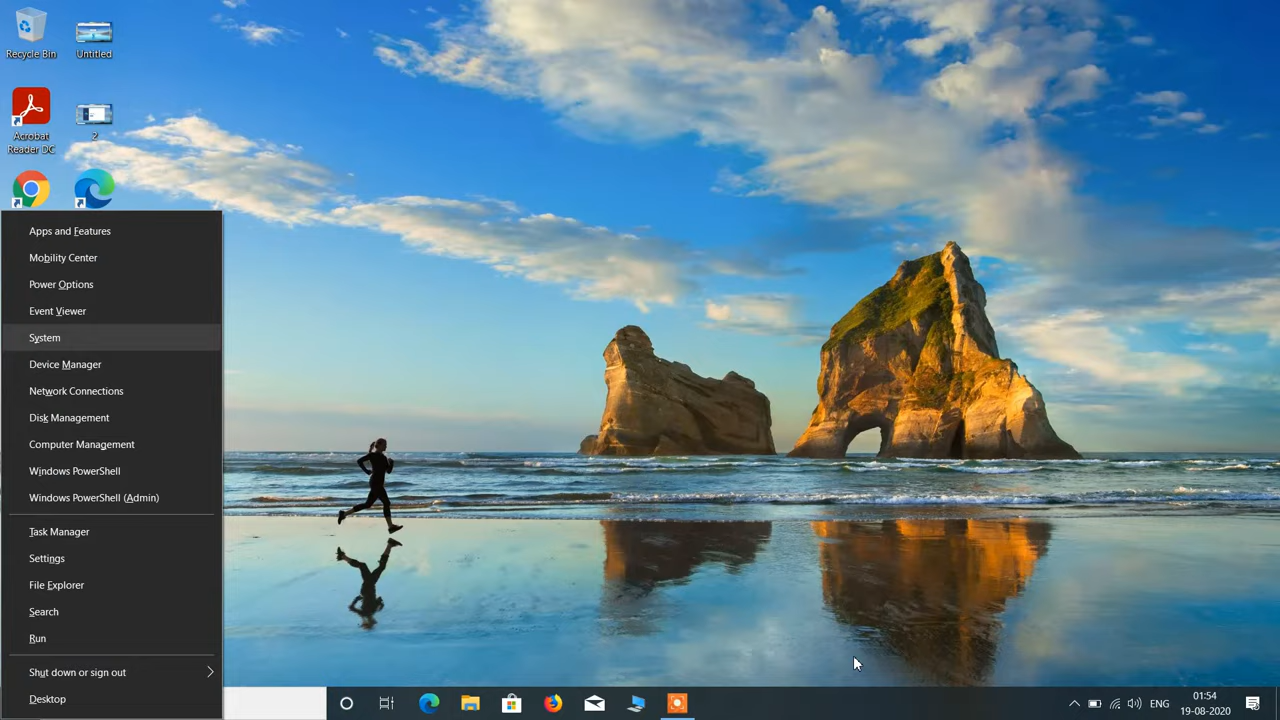 Recycle Bin
Untitled
Acrobat
Reader DC
2
Apps and Features
Mobility Center
Power Options
Event Viewer
System
Device Manager
Network Connections
Disk Management
Computer Management
Windows PowerShell
Windows PowerShell (Admin)
Task Manager
Settings
File Explorer
Search
Run
Shut down or sign out
Desktop
ENG
01:54
19-08-2020